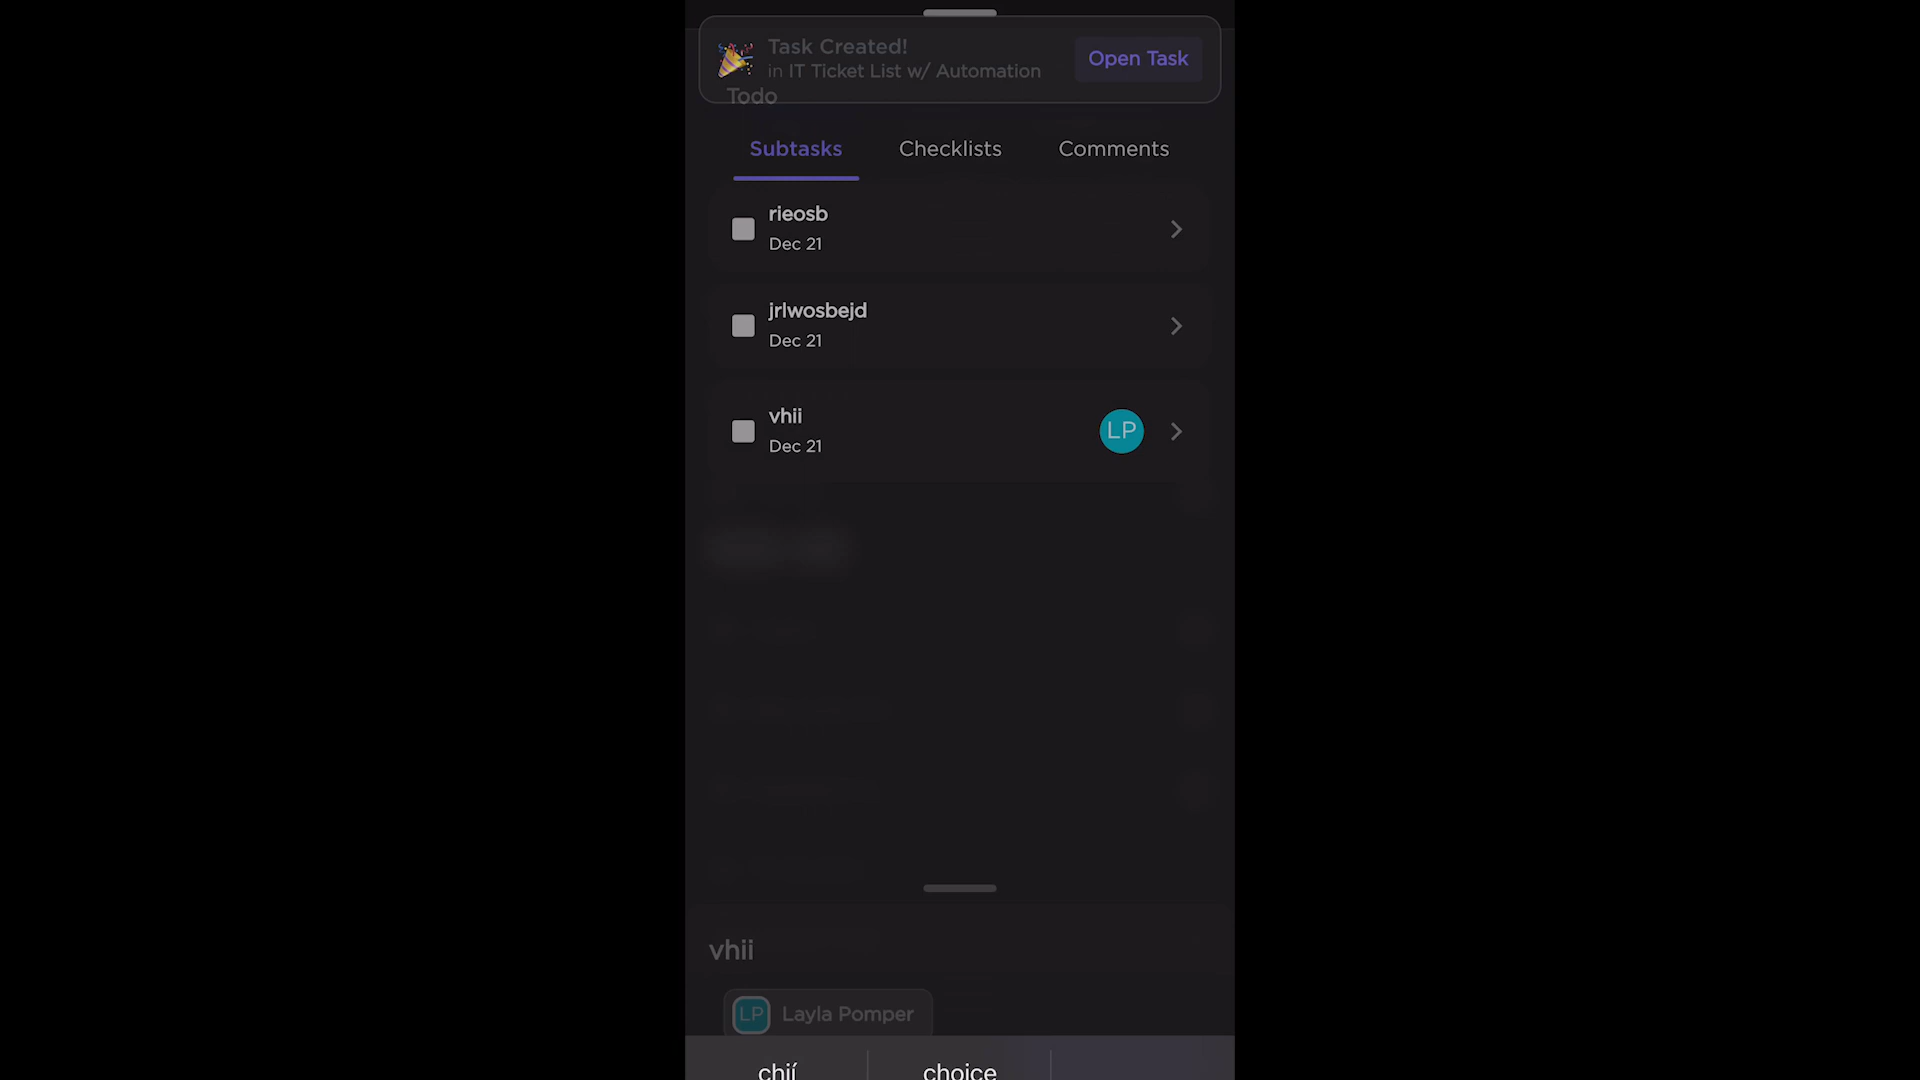 Task Created!
in IT Ticket List w/ Automation
Open Task
Todo
Subtasks
Checklists
Comments
rieosb
Dec 21
jrlwosbejd
Dec 21
vhii
Dec 21
LP
vhii
LP
Layla Pomper
chií
choice